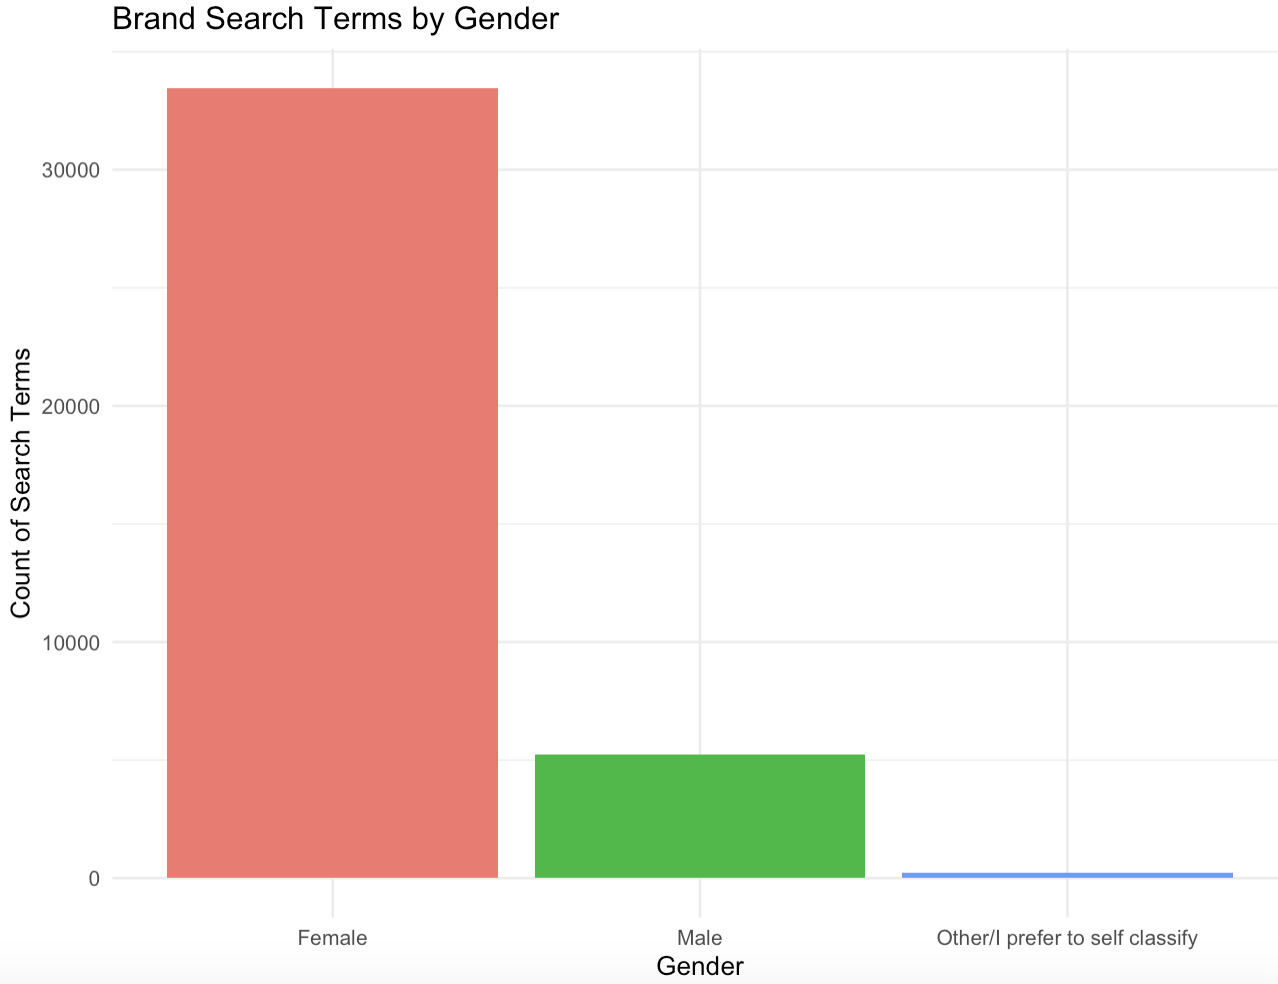 Brand Search Terms by Gender
Count of Search Terms
30000
20000
10000
0
Female
Male
Other/I prefer to self classify
Gender